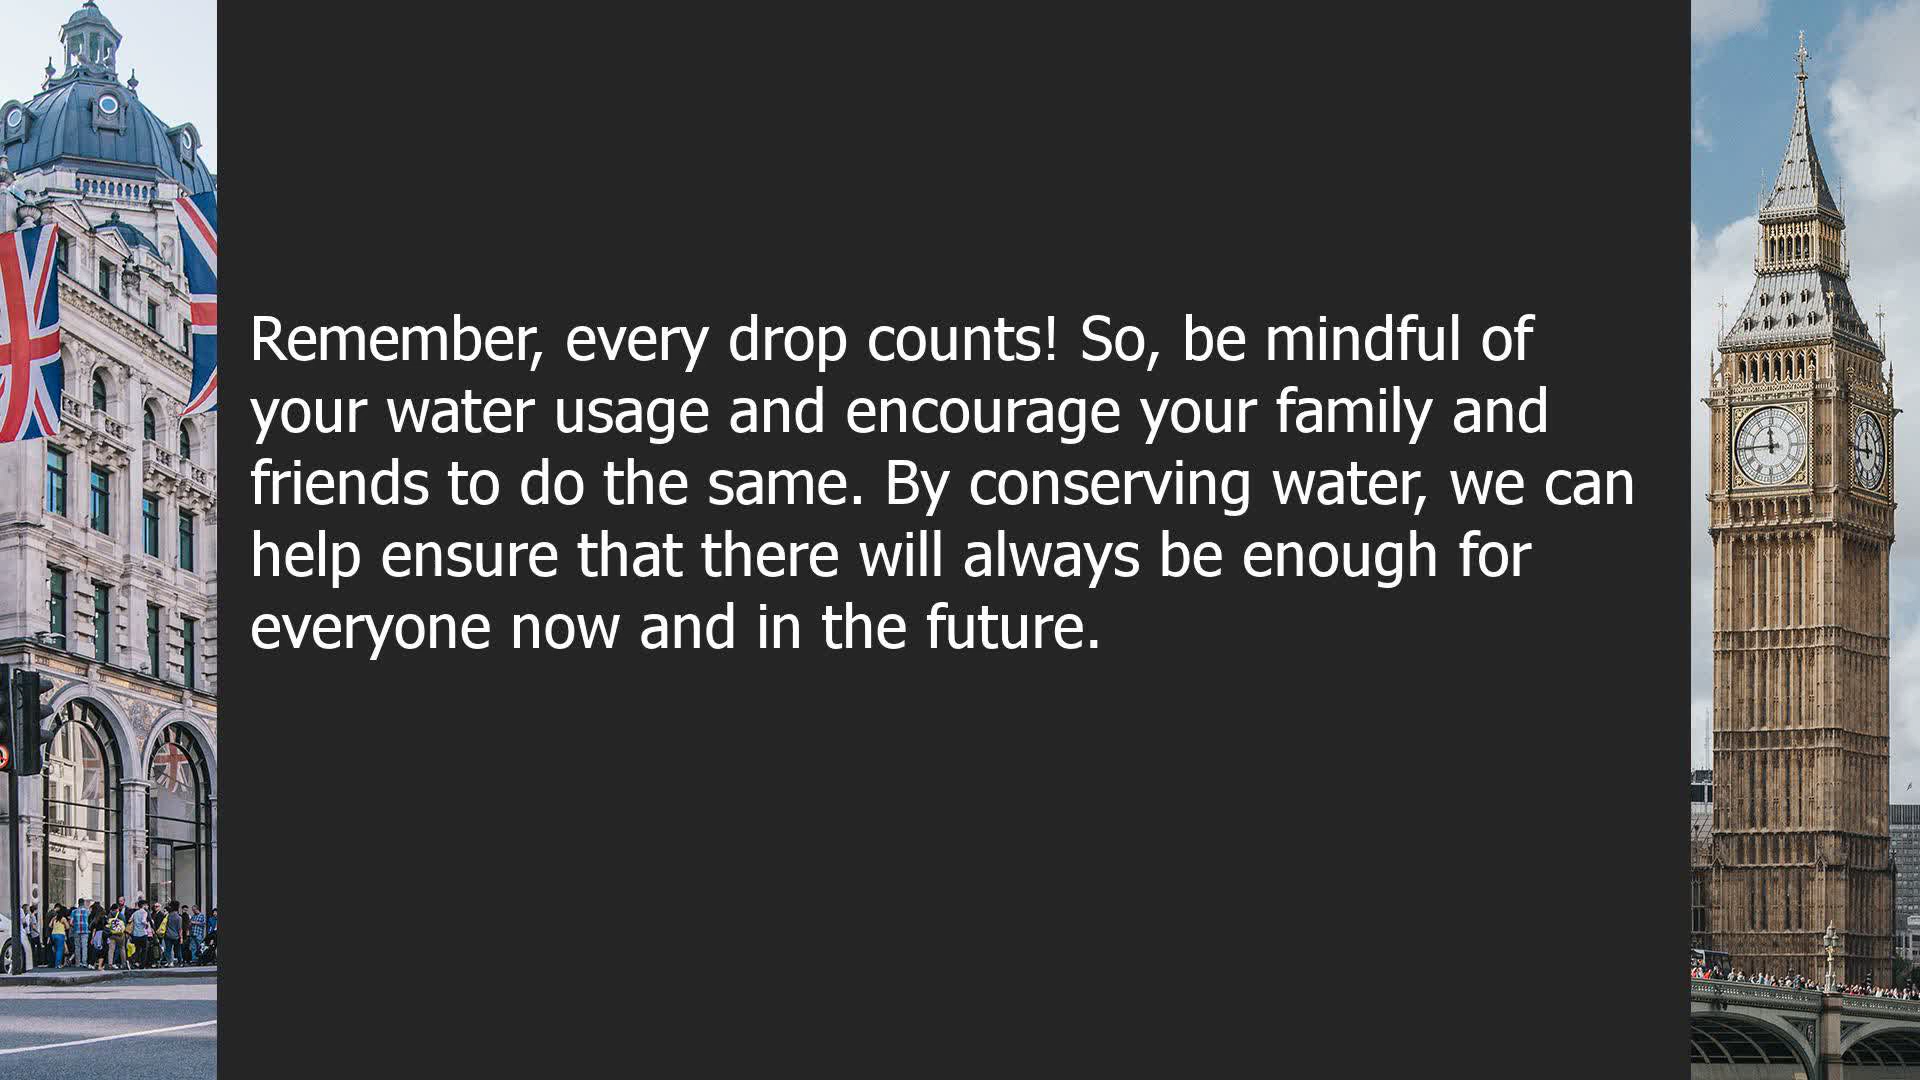 Remember, every drop counts! So, be mindful of
your water usage and encourage your family and
friends to do the same. By conserving water, we can
help ensure that there will always be enough for
everyone now and in the future.